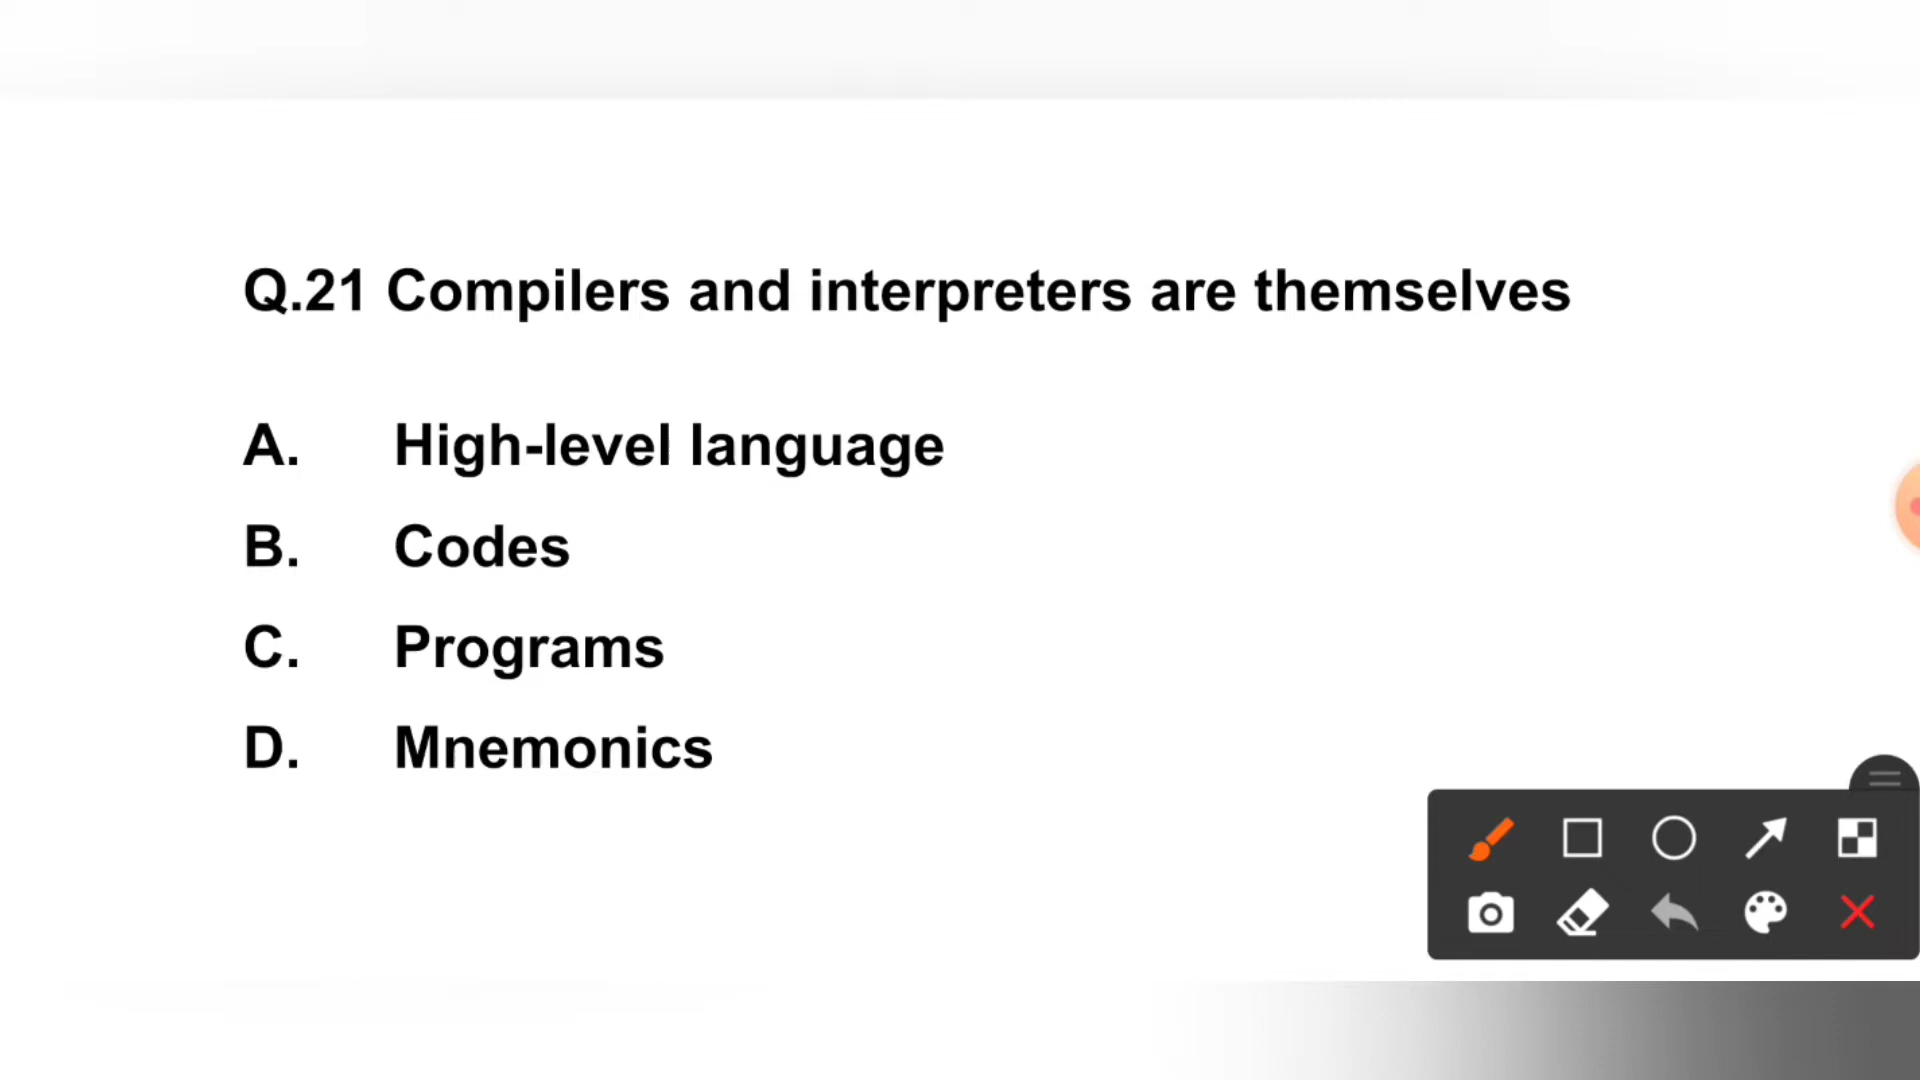 Q.21 Compilers and interpreters are themselves
A. High-level language
B. Codes
C. Programs
D. Mnemonics